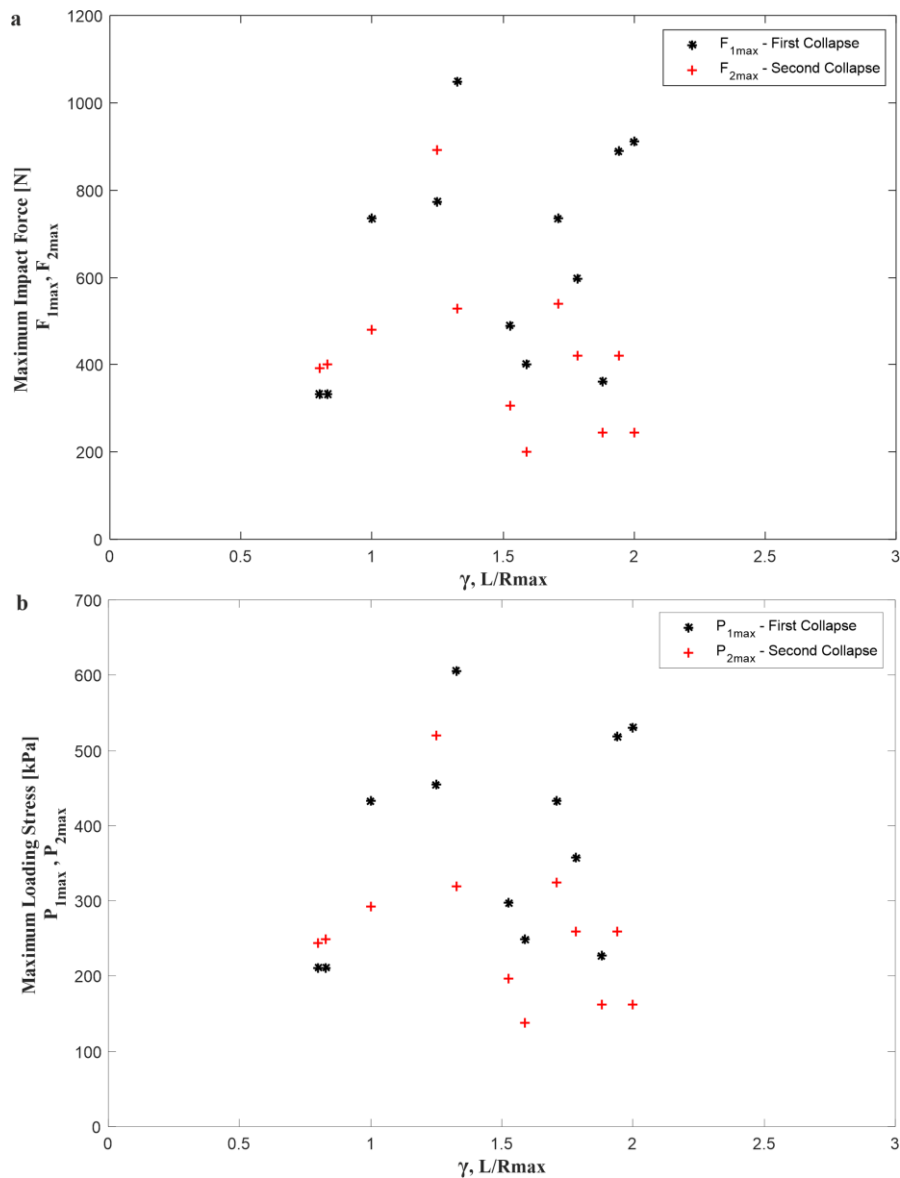 a
1200
1000
800
600
400
200
0
Maximum Impact Force [N]
F1max, F2max
F1max - First Collapse
F2max - Second Collapse
0 0.5 1 1.5 2 2.5 3
γ, L/Rmax
b
700
600
500
400
300
200
100
0
Maximum Loading Stress [kPa]
P1max , P2max
P1max - First Collapse
P2max - Second Collapse
0 0.5 1 1.5 2 2.5 3
γ, L/Rmax